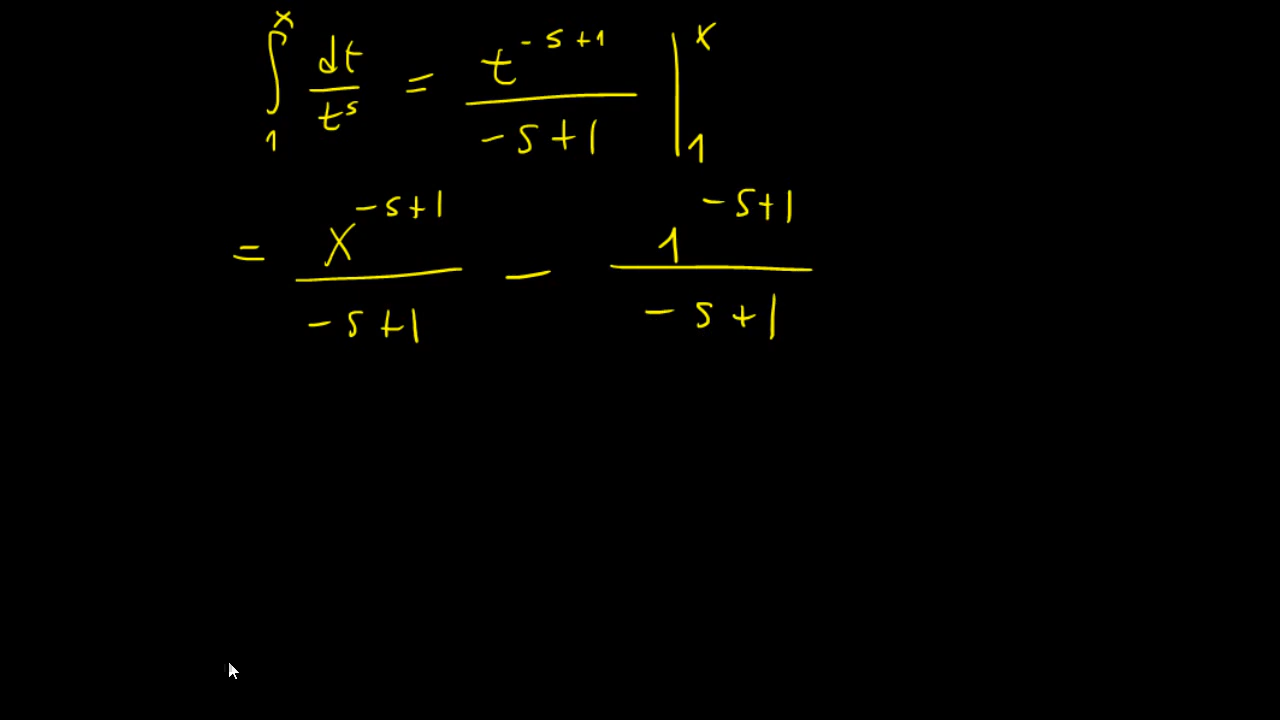 ∫₁ˣ dt/tˢ = t^(-s+1)/(-s+1) |₁ˣ
= x^(-s+1)/(-s+1) - 1^(-s+1)/(-s+1)